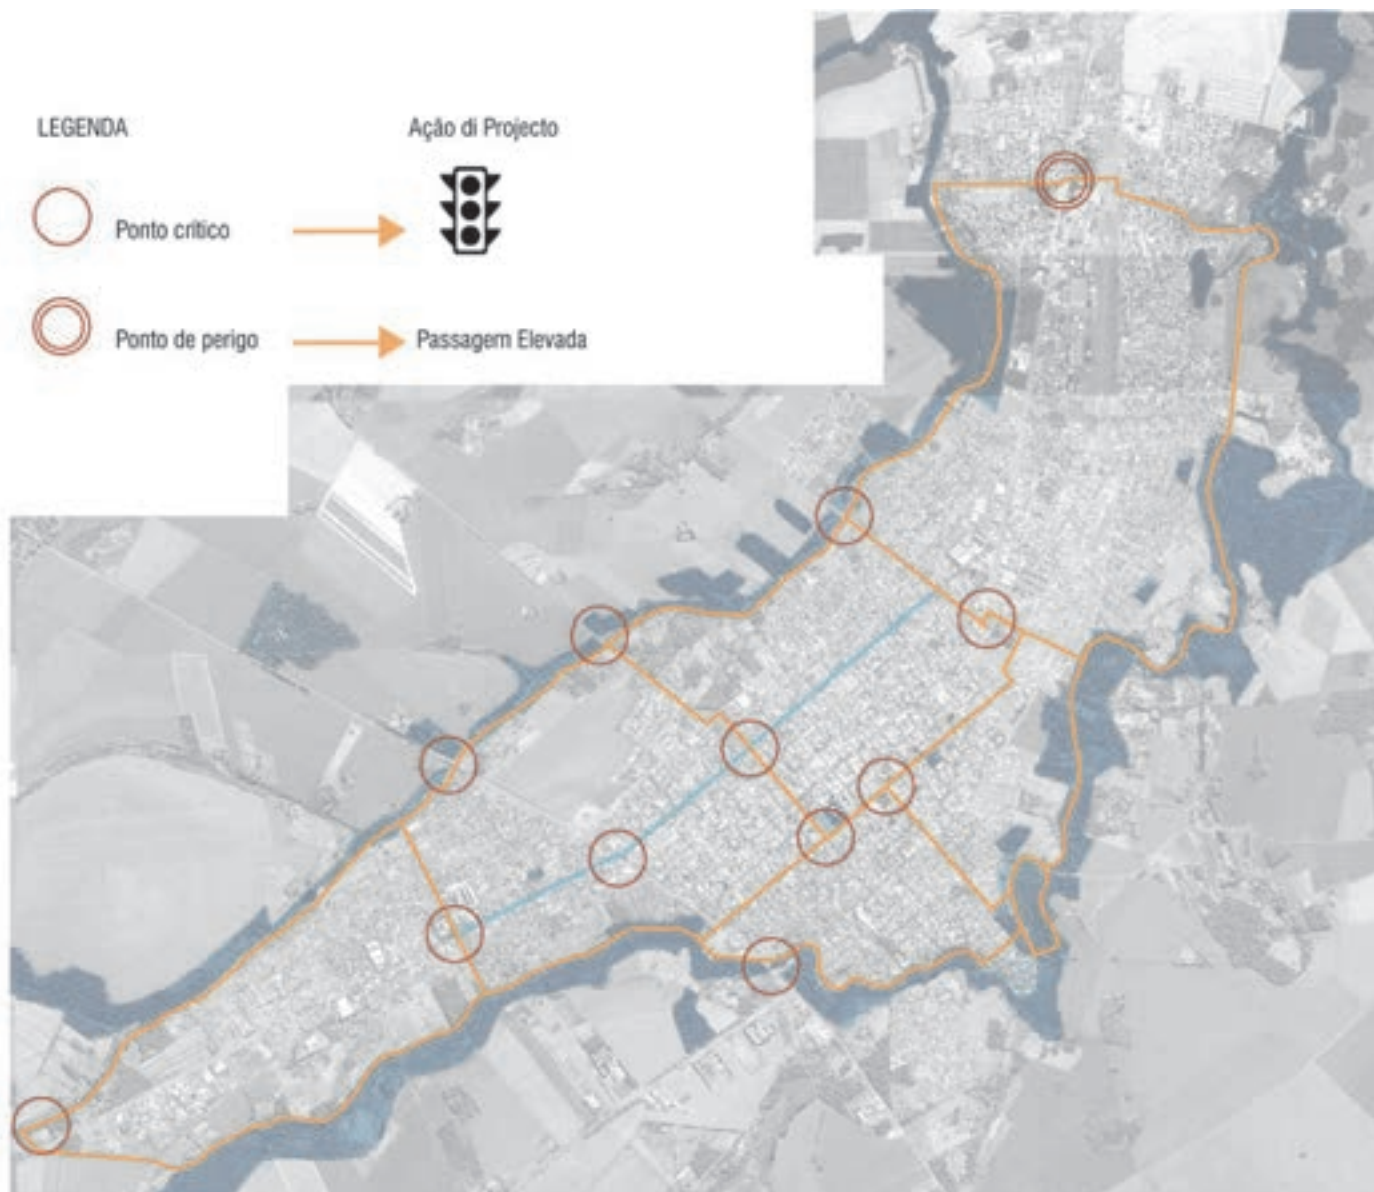 LEGENDA
Ação di Projecto
Ponto crítico
Ponto de perigo
Passagem Elevada